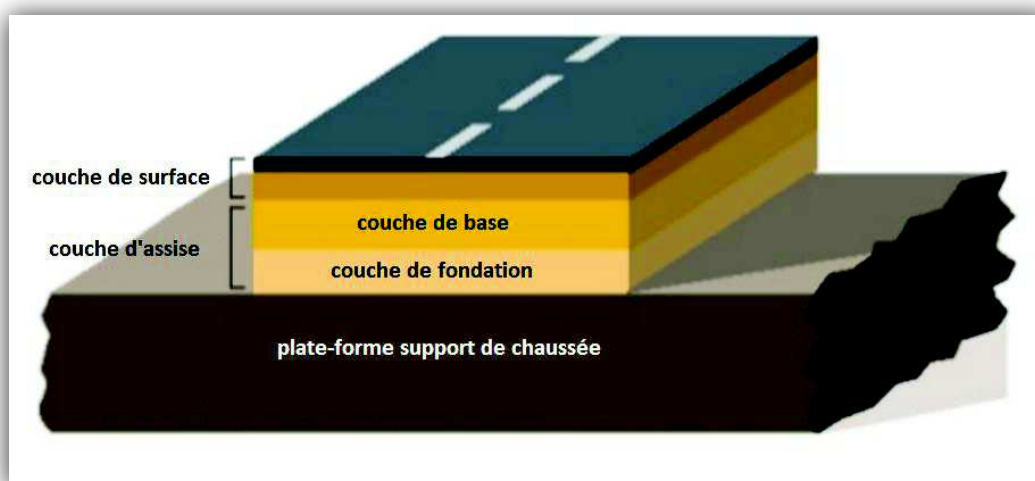 couche de surface
couche de base
couche d'assise
couche de fondation
plate-forme support de chaussée